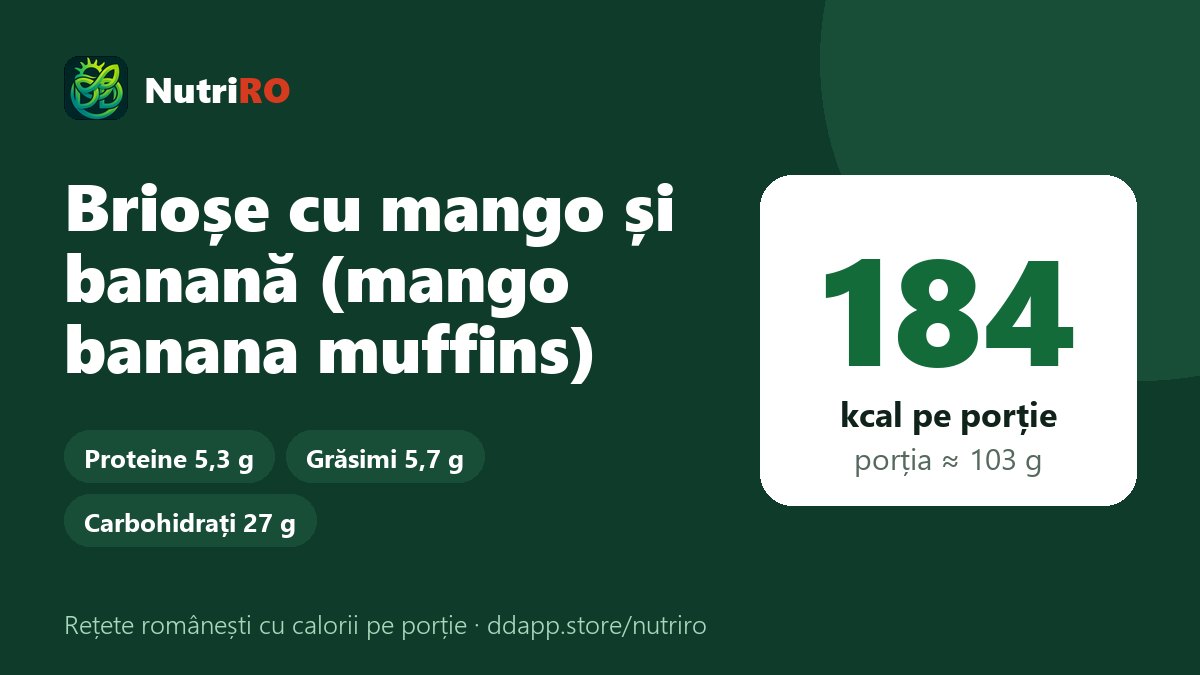 NutriRO
Brioșe cu mango și
banană (mango
banana muffins)
Proteine 5,3 g
Grăsimi 5,7 g
Carbohidrați 27 g
184
kcal pe porție
porția ≈ 103 g
Rețete românești cu calorii pe porție · ddapp.store/nutriro